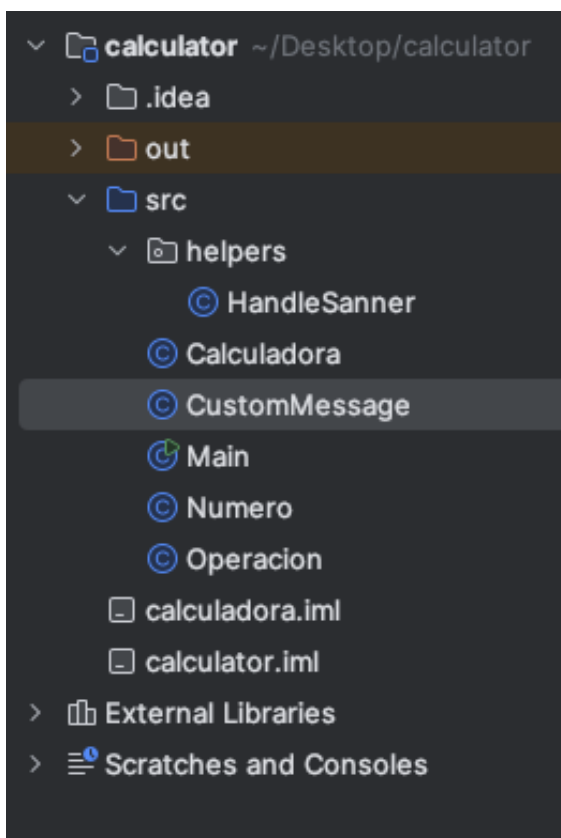 calculator ~/Desktop/calculator
.idea
out
src
helpers
HandleSanner
Calculadora
CustomMessage
Main
Numero
Operacion
calculadora.iml
calculator.iml
External Libraries
Scratches and Consoles